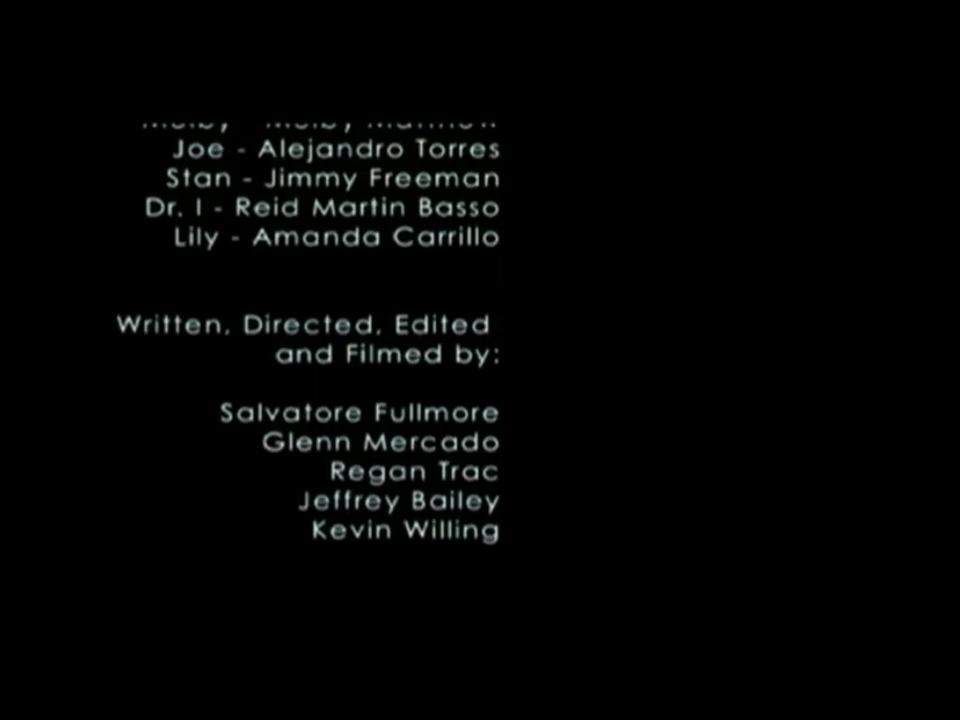 Joe - Alejandro Torres
Stan - Jimmy Freeman
Dr. I - Reid Martin Basso
Lily - Amanda Carrillo
Written, Directed, Edited
and Filmed by:
Salvatore Fullmore
Glenn Mercado
Regan Trac
Jeffrey Bailey
Kevin Willing